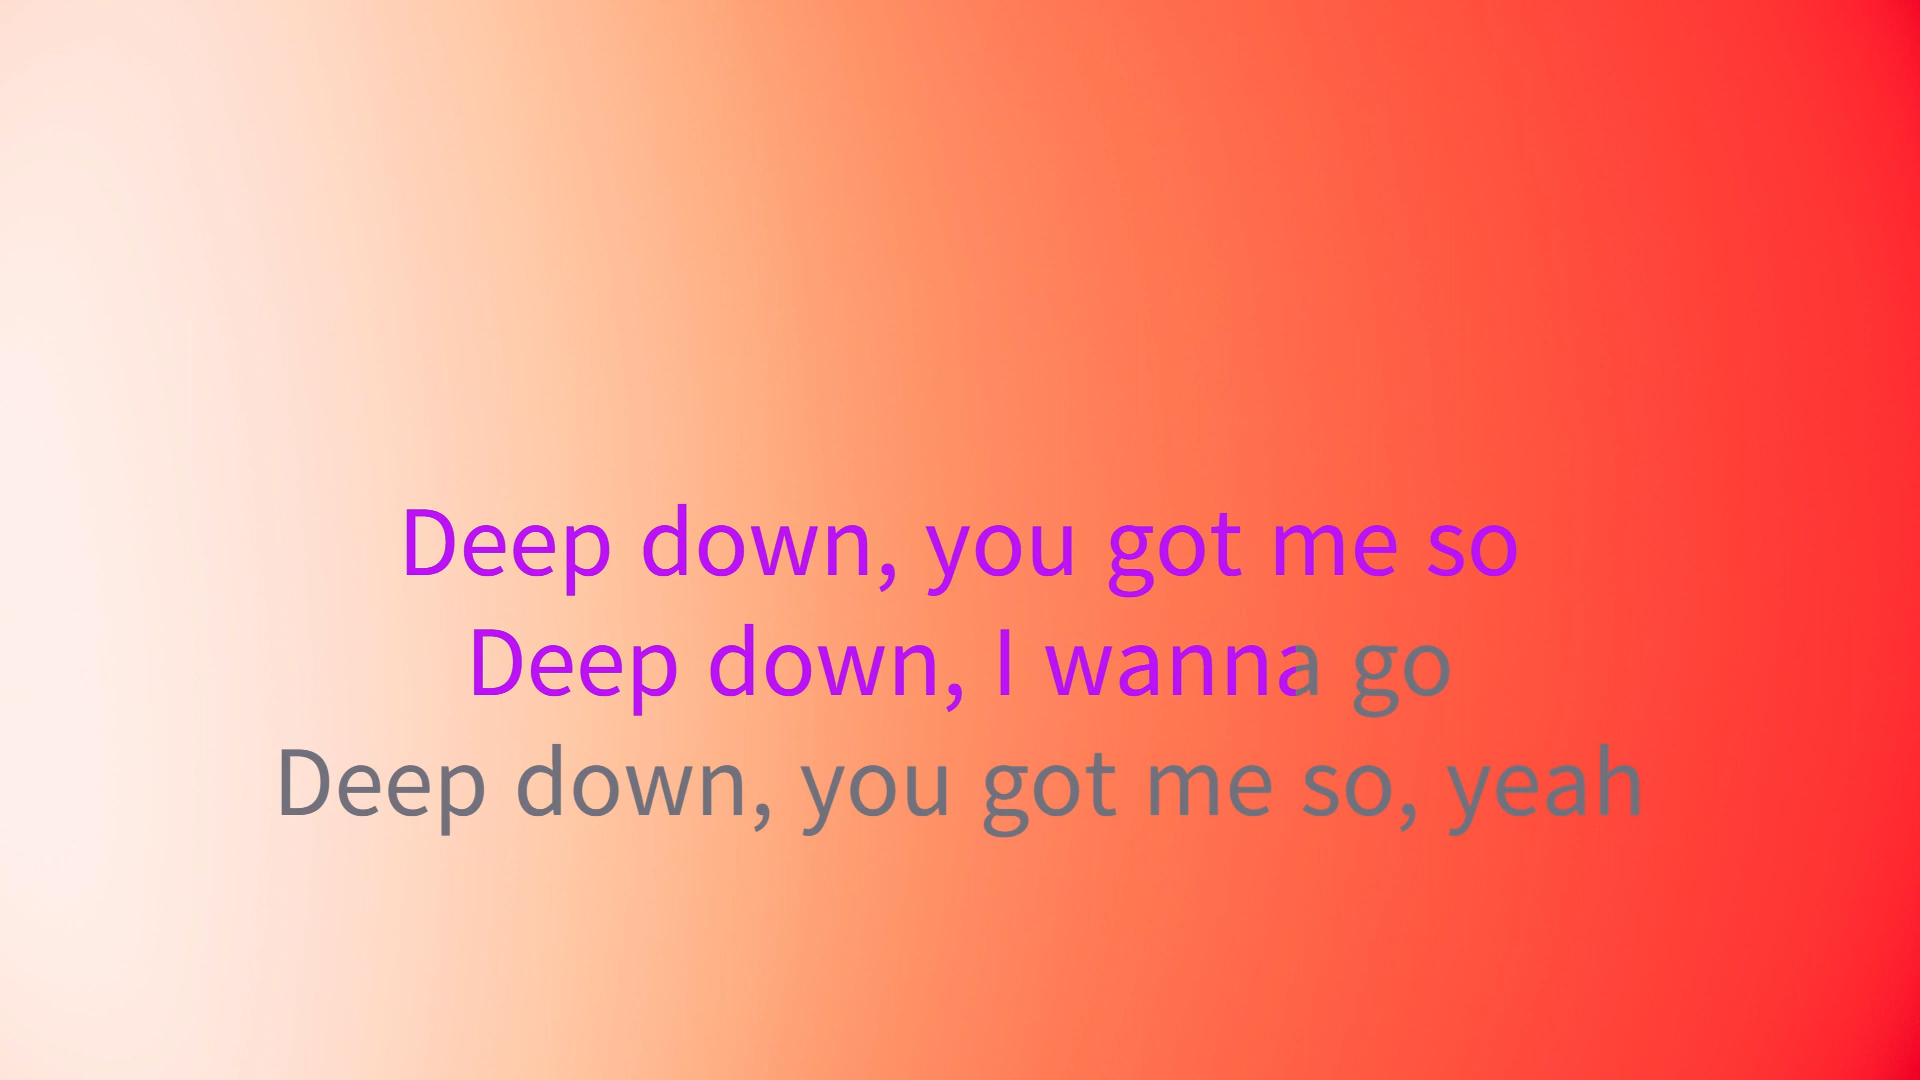 Deep down, you got me so
Deep down, I wanna go
Deep down, you got me so, yeah